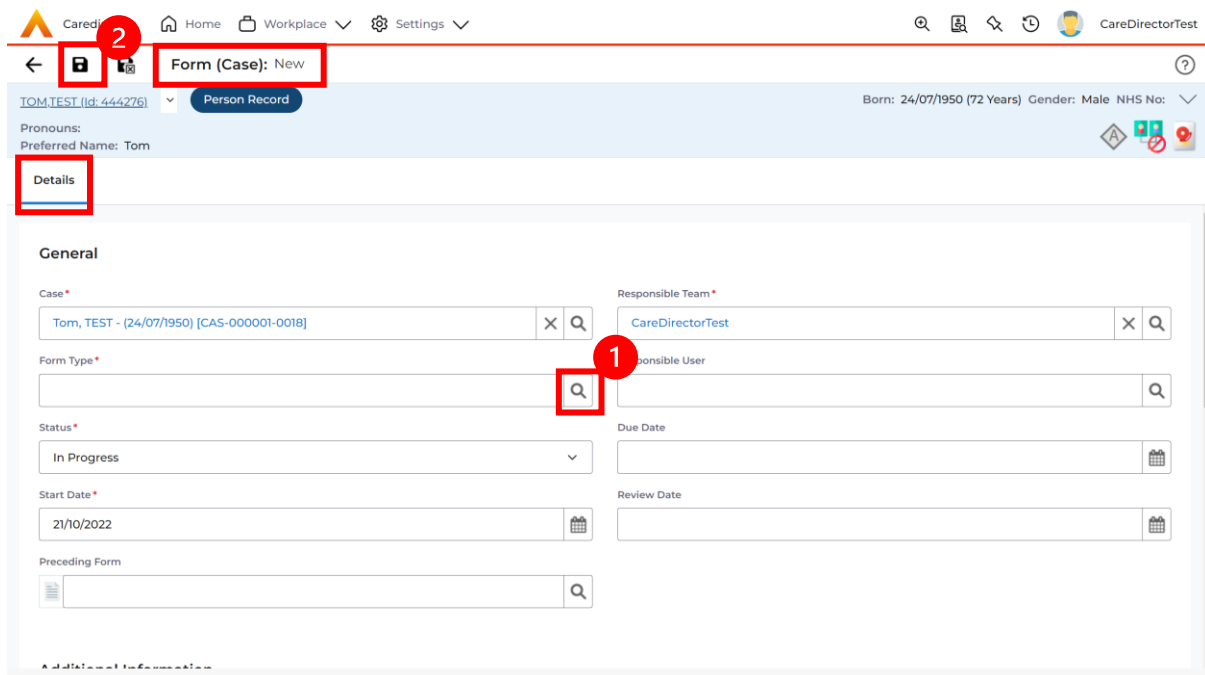 Caredi Home Workplace Settings CareDirectorTest
2
Form (Case): New
TOM,TEST (Id: 444276) Person Record Born: 24/07/1950 (72 Years) Gender: Male NHS No:
Pronouns:
Preferred Name: Tom
A
Details
General
Case* Responsible Team*
Tom, TEST - (24/07/1950) [CAS-000001-0018] CareDirectorTest
1
Form Type* ponsible User
Status* Due Date
In Progress
Start Date* Review Date
21/10/2022
Preceding Form
Additional Information